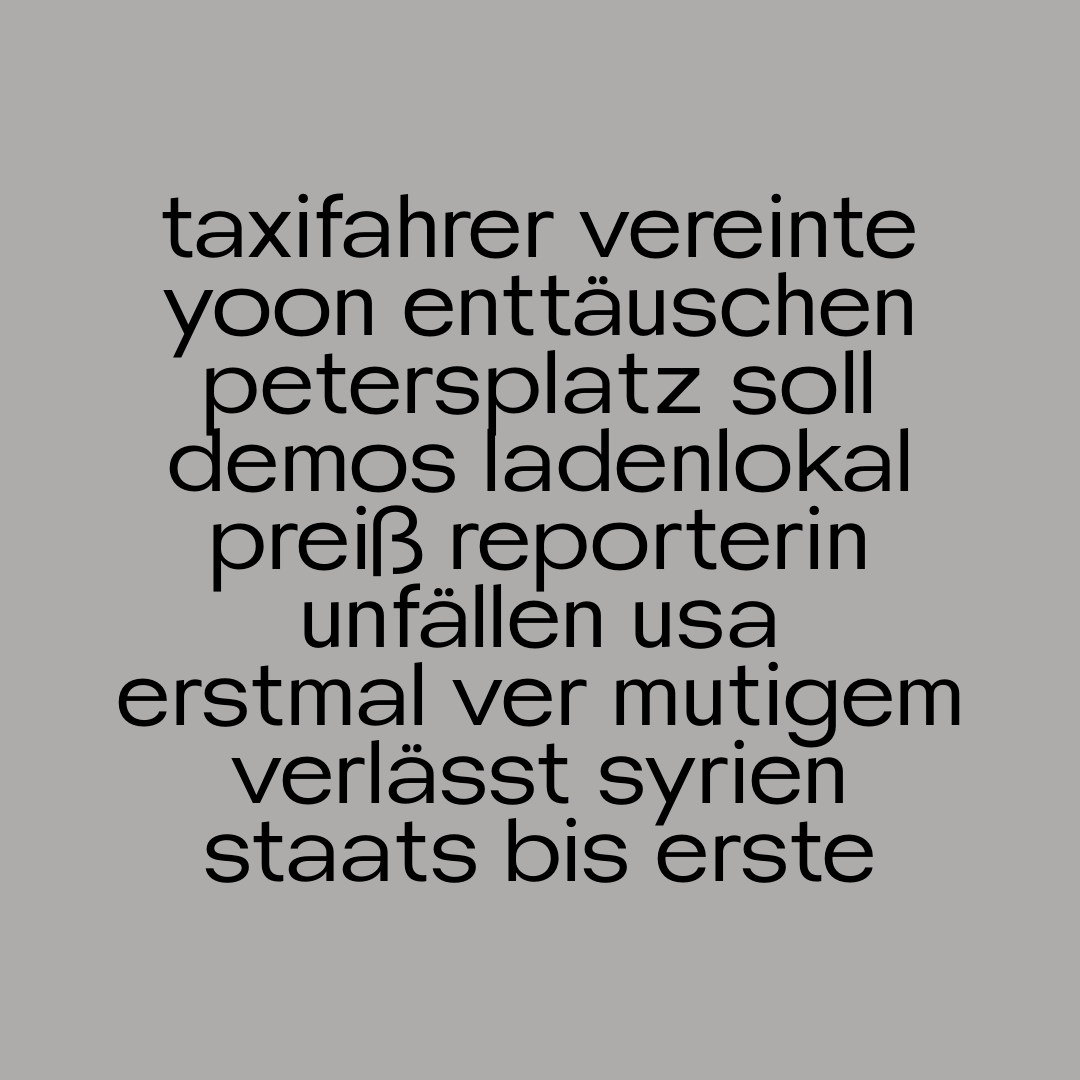 taxifahrer vereinte
yoon enttäuschen
petersplatz soll
demos ladenlokal
preiß reporterin
unfällen usa
erstmal ver mutigem
verlässt syrien
staats bis erste